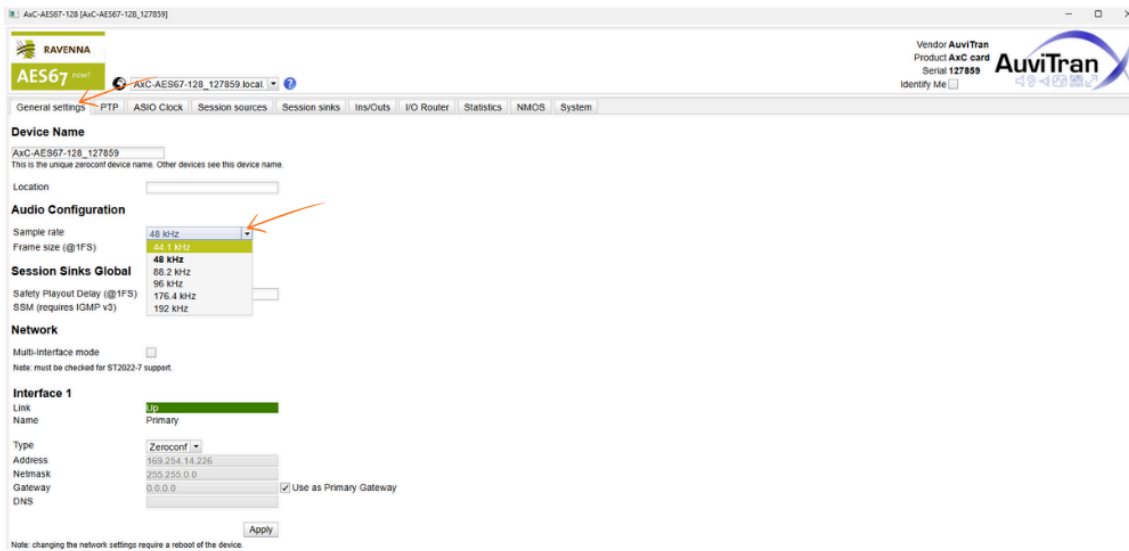 AxC-AES67-128 [AxC-AES67-128_127859]
RAVENNA
AES67 now!
AxC-AES67-128_127859.local.
Vendor AuviTran
Product AxC card
Serial 127859
Identify Me
AuviTran
General settings PTP ASIO Clock Session sources Session sinks Ins/Outs I/O Router Statistics NMOS System
Device Name
AxC-AES67-128_127859
This is the unique zeroconf device name. Other devices see this device name.
Location
Audio Configuration
Sample rate 48 kHz
Frame size (@1FS) 44.1 kHz
48 kHz
88.2 kHz
96 kHz
176.4 kHz
192 kHz
Session Sinks Global
Safety Playout Delay (@1FS)
SSM (requires IGMP v3)
Network
Multi-Interface mode
Note: must be checked for ST2022-7 support.
Interface 1
Link Up
Name Primary
Type Zeroconf
Address 169.254.14.226
Netmask 255.255.0.0
Gateway 0.0.0.0 Use as Primary Gateway
DNS
Apply
Note: changing the network settings require a reboot of the device.